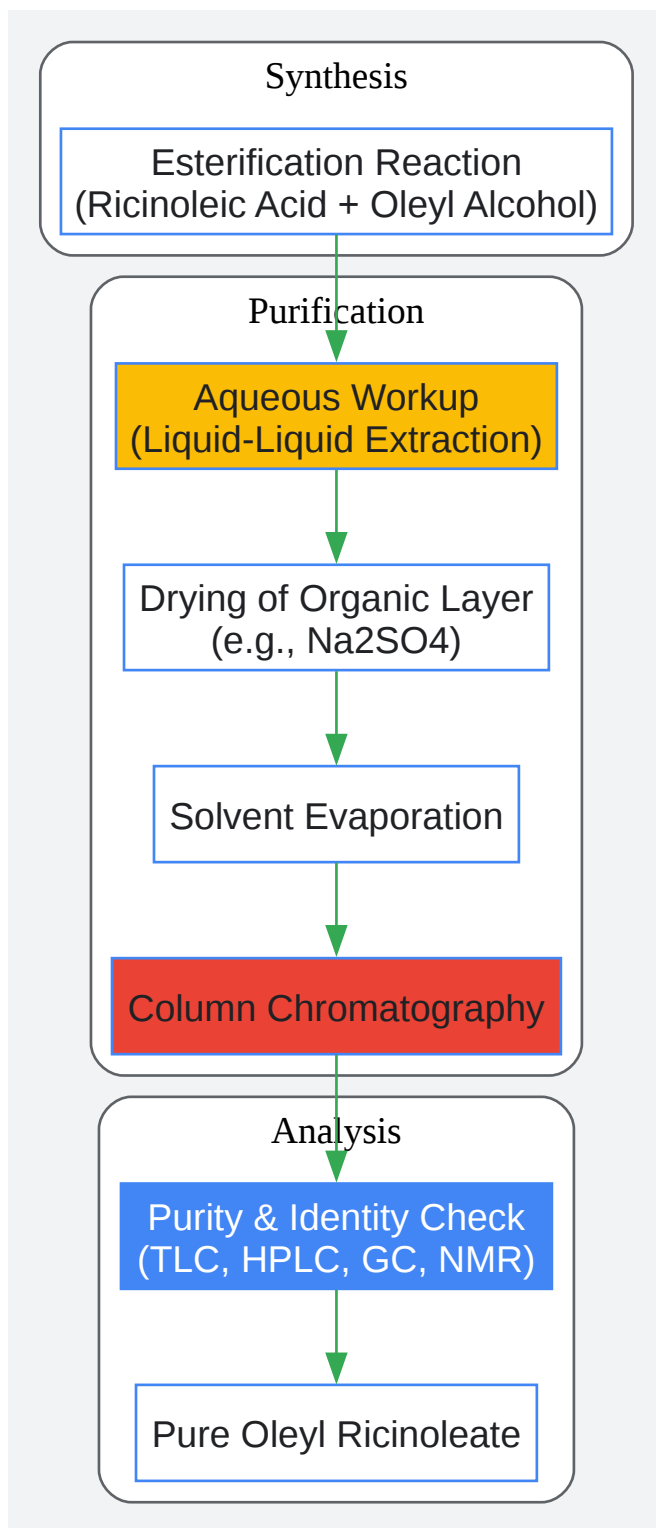 Synthesis
Esterification Reaction
(Ricinoleic Acid + Oleyl Alcohol)
Purification
Aqueous Workup
(Liquid-Liquid Extraction)
Drying of Organic Layer
(e.g., Na2SO4)
Solvent Evaporation
Column Chromatography
Analysis
Purity & Identity Check
(TLC, HPLC, GC, NMR)
Pure Oleyl Ricinoleate